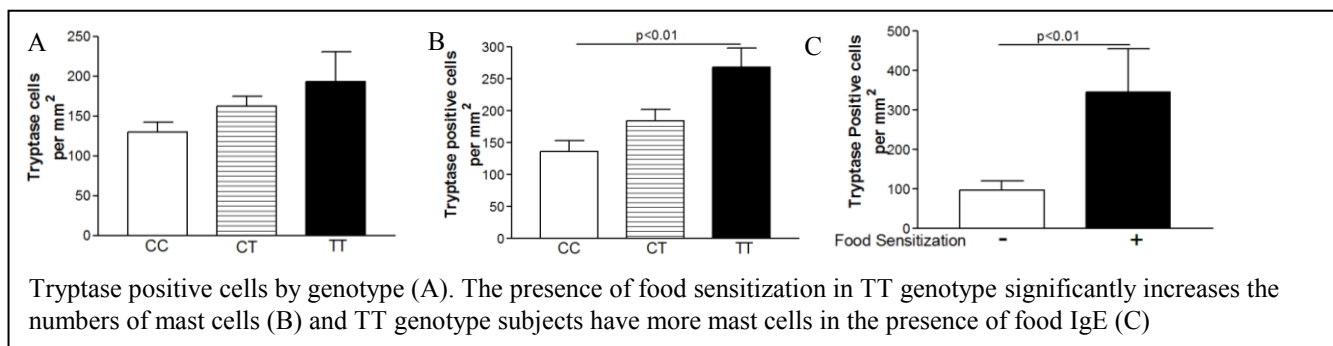 A
250
200
150
100
50
0
Tryptase cells
per mm2
CC CT TT
B
p<0.01
300
250
200
150
100
50
0
Tryptase positive cells
per mm2
CC CT TT
C
p<0.01
500
400
300
200
100
0
Tryptase Positive cells
per mm2
Food Sensitization - +
Tryptase positive cells by genotype (A). The presence of food sensitization in TT genotype significantly increases the
numbers of mast cells (B) and TT genotype subjects have more mast cells in the presence of food IgE (C)